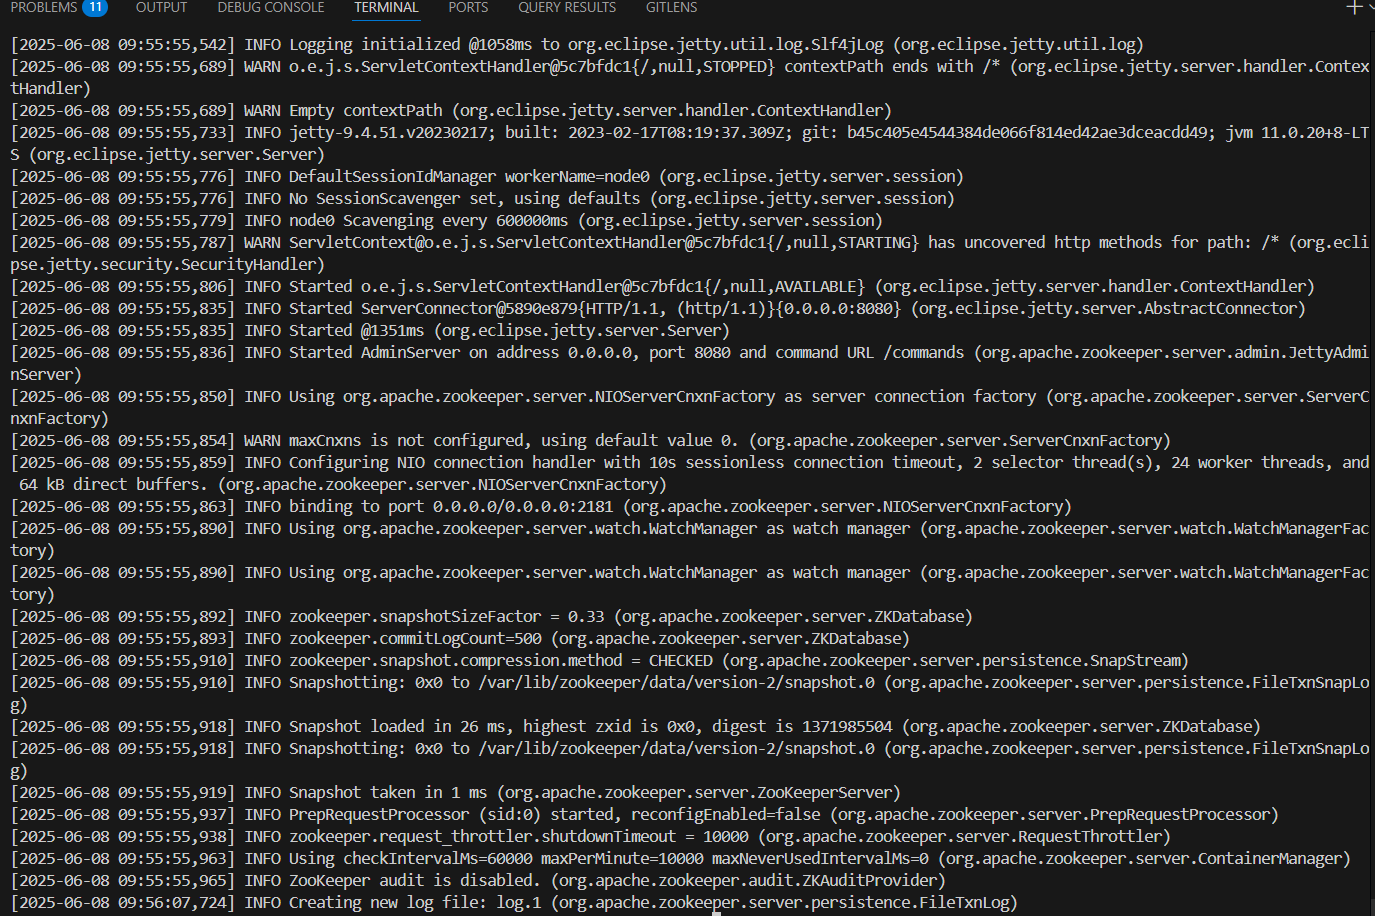 PROBLEMS 11 OUTPUT DEBUG CONSOLE TERMINAL PORTS QUERY RESULTS GITLENS
[2025-06-08 09:55:55,542] INFO Logging initialized @1058ms to org.eclipse.jetty.util.log.Slf4jLog (org.eclipse.jetty.util.log)
[2025-06-08 09:55:55,689] WARN o.e.j.s.ServletContextHandler@5c7bfdc1{/,null,STOPPED} contextPath ends with /* (org.eclipse.jetty.server.handler.Contex
tHandler)
[2025-06-08 09:55:55,689] WARN Empty contextPath (org.eclipse.jetty.server.handler.ContextHandler)
[2025-06-08 09:55:55,733] INFO jetty-9.4.51.v20230217; built: 2023-02-17T08:19:37.309Z; git: b45c405e4544384de066f814ed42ae3dceacdd49; jvm 11.0.20+8-LT
S (org.eclipse.jetty.server.Server)
[2025-06-08 09:55:55,776] INFO DefaultSessionIdManager workerName=node0 (org.eclipse.jetty.server.session)
[2025-06-08 09:55:55,776] INFO No SessionScavenger set, using defaults (org.eclipse.jetty.server.session)
[2025-06-08 09:55:55,779] INFO node0 Scavenging every 600000ms (org.eclipse.jetty.server.session)
[2025-06-08 09:55:55,787] WARN ServletContext@o.e.j.s.ServletContextHandler@5c7bfdc1{/,null,STARTING} has uncovered http methods for path: /* (org.ecli
pse.jetty.security.SecurityHandler)
[2025-06-08 09:55:55,806] INFO Started o.e.j.s.ServletContextHandler@5c7bfdc1{/,null,AVAILABLE} (org.eclipse.jetty.server.handler.ContextHandler)
[2025-06-08 09:55:55,835] INFO Started ServerConnector@5890e879{HTTP/1.1, (http/1.1)}{0.0.0.0:8080} (org.eclipse.jetty.server.AbstractConnector)
[2025-06-08 09:55:55,835] INFO Started @1351ms (org.eclipse.jetty.server.Server)
[2025-06-08 09:55:55,836] INFO Started AdminServer on address 0.0.0.0, port 8080 and command URL /commands (org.apache.zookeeper.server.admin.JettyAdmi
nServer)
[2025-06-08 09:55:55,850] INFO Using org.apache.zookeeper.server.NIOServerCnxnFactory as server connection factory (org.apache.zookeeper.server.ServerC
nxnFactory)
[2025-06-08 09:55:55,854] WARN maxCnxns is not configured, using default value 0. (org.apache.zookeeper.server.ServerCnxnFactory)
[2025-06-08 09:55:55,859] INFO Configuring NIO connection handler with 10s sessionless connection timeout, 2 selector thread(s), 24 worker threads, and
 64 kB direct buffers. (org.apache.zookeeper.server.NIOServerCnxnFactory)
[2025-06-08 09:55:55,863] INFO binding to port 0.0.0.0/0.0.0.0:2181 (org.apache.zookeeper.server.NIOServerCnxnFactory)
[2025-06-08 09:55:55,890] INFO Using org.apache.zookeeper.server.watch.WatchManager as watch manager (org.apache.zookeeper.server.watch.WatchManagerFac
tory)
[2025-06-08 09:55:55,890] INFO Using org.apache.zookeeper.server.watch.WatchManager as watch manager (org.apache.zookeeper.server.watch.WatchManagerFac
tory)
[2025-06-08 09:55:55,892] INFO zookeeper.snapshotSizeFactor = 0.33 (org.apache.zookeeper.server.ZKDatabase)
[2025-06-08 09:55:55,893] INFO zookeeper.commitLogCount=500 (org.apache.zookeeper.server.ZKDatabase)
[2025-06-08 09:55:55,910] INFO zookeeper.snapshot.compression.method = CHECKED (org.apache.zookeeper.server.persistence.SnapStream)
[2025-06-08 09:55:55,910] INFO Snapshotting: 0x0 to /var/lib/zookeeper/data/version-2/snapshot.0 (org.apache.zookeeper.server.persistence.FileTxnSnapLo
g)
[2025-06-08 09:55:55,918] INFO Snapshot loaded in 26 ms, highest zxid is 0x0, digest is 1371985504 (org.apache.zookeeper.server.ZKDatabase)
[2025-06-08 09:55:55,918] INFO Snapshotting: 0x0 to /var/lib/zookeeper/data/version-2/snapshot.0 (org.apache.zookeeper.server.persistence.FileTxnSnapLo
g)
[2025-06-08 09:55:55,919] INFO Snapshot taken in 1 ms (org.apache.zookeeper.server.ZooKeeperServer)
[2025-06-08 09:55:55,937] INFO PrepRequestProcessor (sid:0) started, reconfigEnabled=false (org.apache.zookeeper.server.PrepRequestProcessor)
[2025-06-08 09:55:55,938] INFO zookeeper.request_throttler.shutdownTimeout = 10000 (org.apache.zookeeper.server.RequestThrottler)
[2025-06-08 09:55:55,963] INFO Using checkIntervalMs=60000 maxPerMinute=10000 maxNeverUsedIntervalMs=0 (org.apache.zookeeper.server.ContainerManager)
[2025-06-08 09:55:55,965] INFO ZooKeeper audit is disabled. (org.apache.zookeeper.audit.ZKAuditProvider)
[2025-06-08 09:56:07,724] INFO Creating new log file: log.1 (org.apache.zookeeper.server.persistence.FileTxnLog)